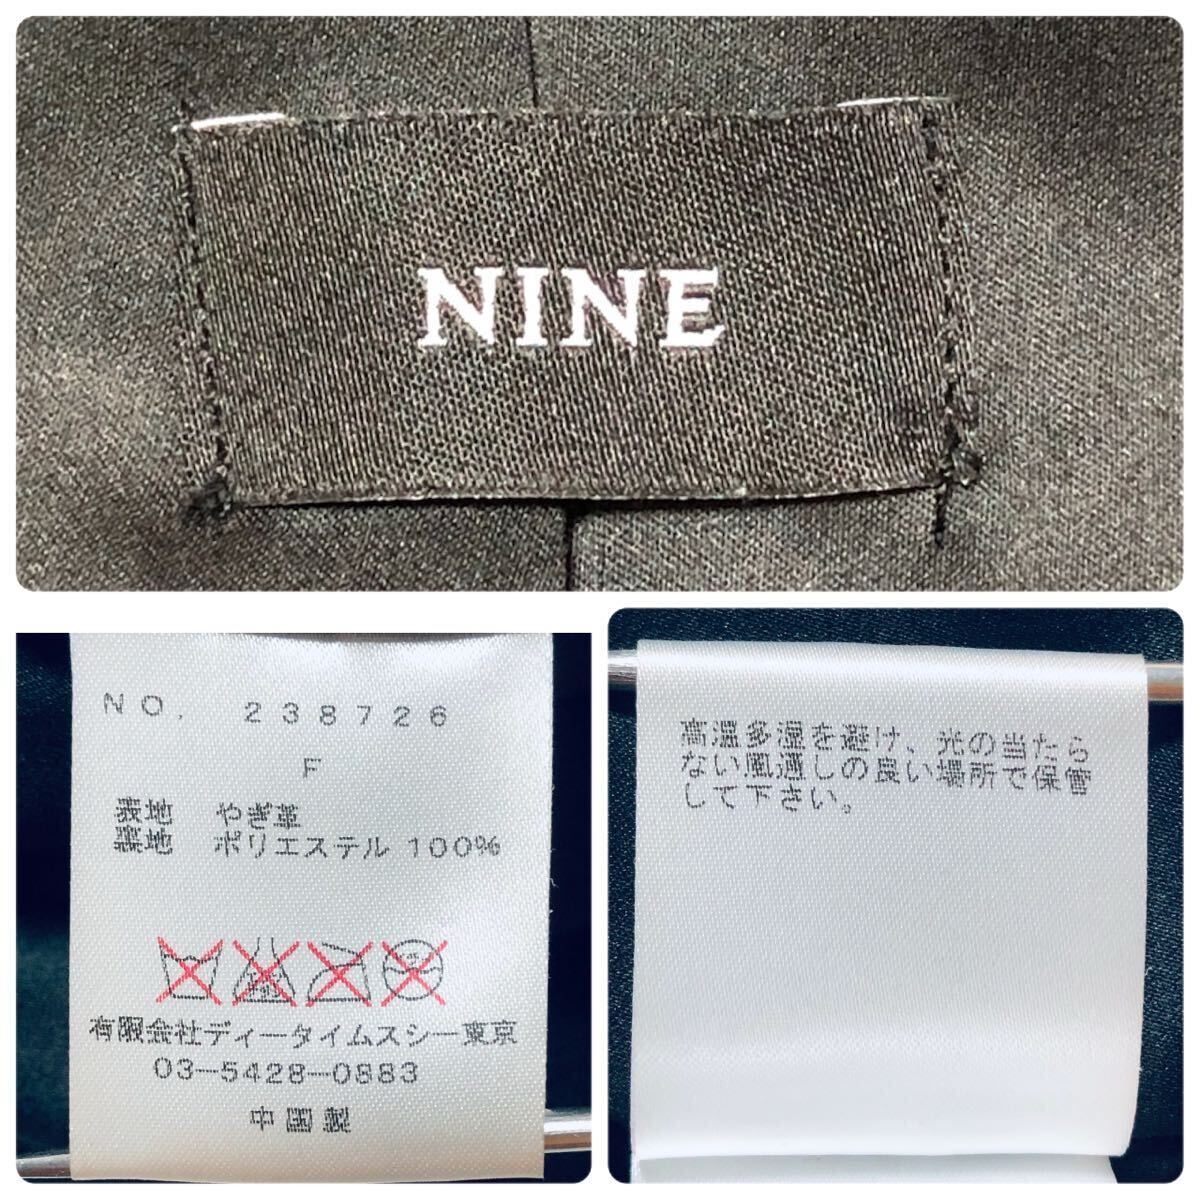 NINE
NO. 238726
F
表地 やぎ革
裏地 ポリエステル 100%
有限会社ディータイムスシー東京
03-5428-0883
中国製
高温多湿を避け、光の当たら
ない風通しの良い場所で保管
して下さい。